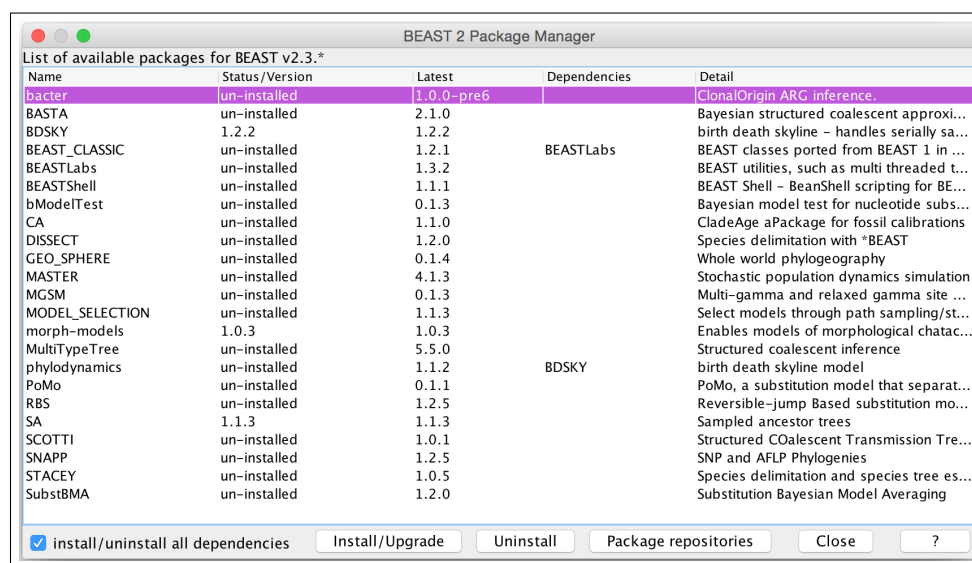 BEAST 2 Package Manager
List of available packages for BEAST v2.3.*
Name Status/Version Latest Dependencies Detail
bacter un-installed 1.0.0-pre6 ClonalOrigin ARG inference.
BASTA un-installed 2.1.0 Bayesian structured coalescent approxi...
BDSKY 1.2.2 1.2.2 birth death skyline – handles serially sa...
BEAST_CLASSIC un-installed 1.2.1 BEASTLabs BEAST classes ported from BEAST 1 in ...
BEASTLabs un-installed 1.3.2 BEAST utilities, such as multi threaded t...
BEASTShell un-installed 1.1.1 BEAST Shell – BeanShell scripting for BE...
bModelTest un-installed 0.1.3 Bayesian model test for nucleotide subs...
CA un-installed 1.1.0 CladeAge aPackage for fossil calibrations
DISSECT un-installed 1.2.0 Species delimitation with *BEAST
GEO_SPHERE un-installed 0.1.4 Whole world phylogeography
MASTER un-installed 4.1.3 Stochastic population dynamics simulation
MGSM un-installed 0.1.3 Multi-gamma and relaxed gamma site ...
MODEL_SELECTION un-installed 1.1.3 Select models through path sampling/st...
morph-models 1.0.3 1.0.3 Enables models of morphological chatac...
MultiTypeTree un-installed 5.5.0 Structured coalescent inference
phylodynamics un-installed 1.1.2 BDSKY birth death skyline model
PoMo un-installed 0.1.1 PoMo, a substitution model that separat...
RBS un-installed 1.2.5 Reversible-jump Based substitution mo...
SA 1.1.3 1.1.3 Sampled ancestor trees
SCOTTI un-installed 1.0.1 Structured COalescent Transmission Tre...
SNAPP un-installed 1.2.5 SNP and AFLP Phylogenies
STACEY un-installed 1.0.5 Species delimitation and species tree es...
SubstBMA un-installed 1.2.0 Substitution Bayesian Model Averaging
install/uninstall all dependencies Install/Upgrade Uninstall Package repositories Close ?